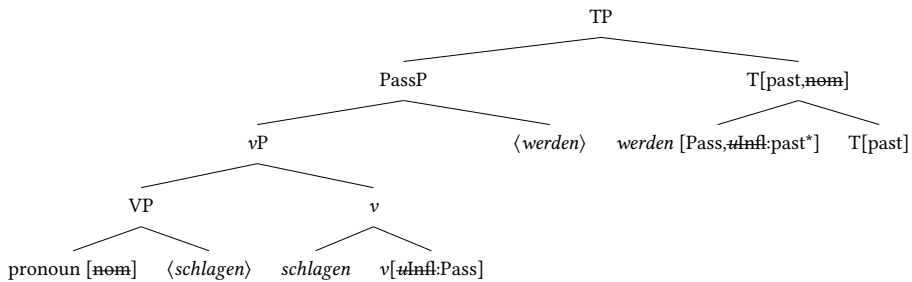 TP
PassP T[past,nom]
vP ⟨werden⟩ werden [Pass,uInfl:past*] T[past]
VP v
pronoun [nom] ⟨schlagen⟩ schlagen v[uInfl:Pass]